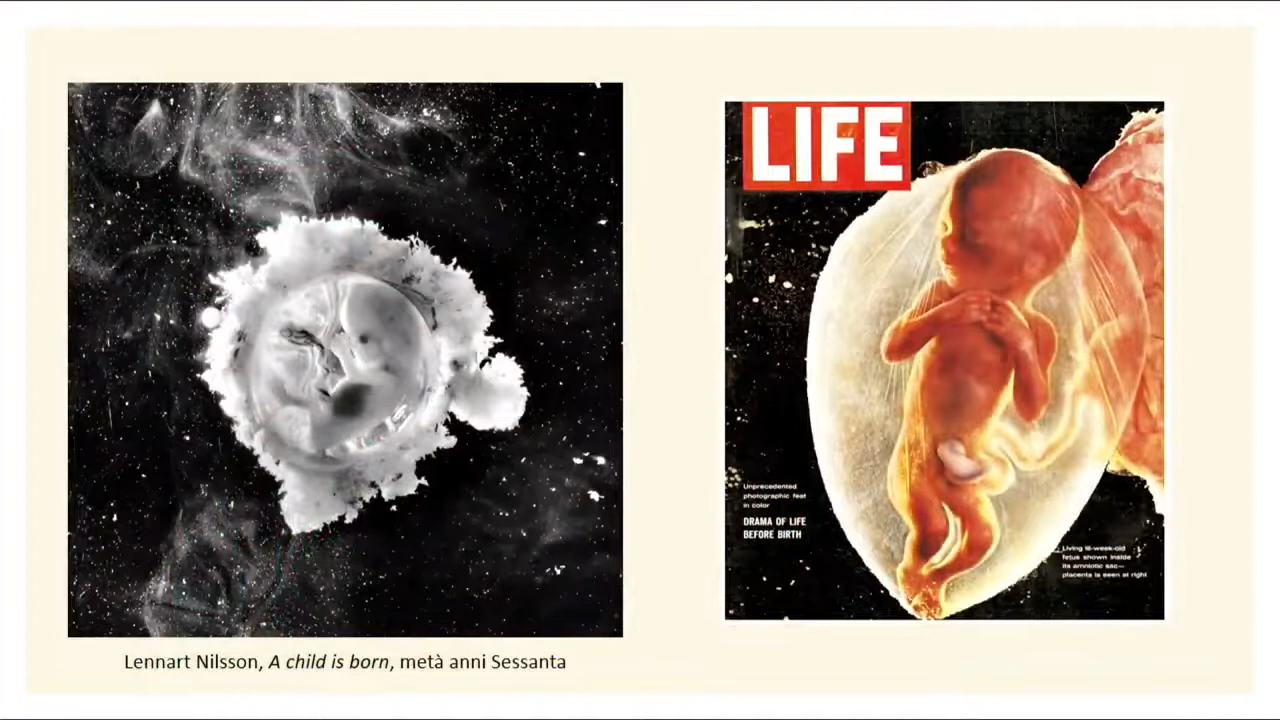 LIFE
Unprecedented
photographic feat
in color
DRAMA OF LIFE
BEFORE BIRTH
Living 18-week-old
fetus shown inside
its amniotic sac—
placenta is seen at right
Lennart Nilsson, A child is born, metà anni Sessanta